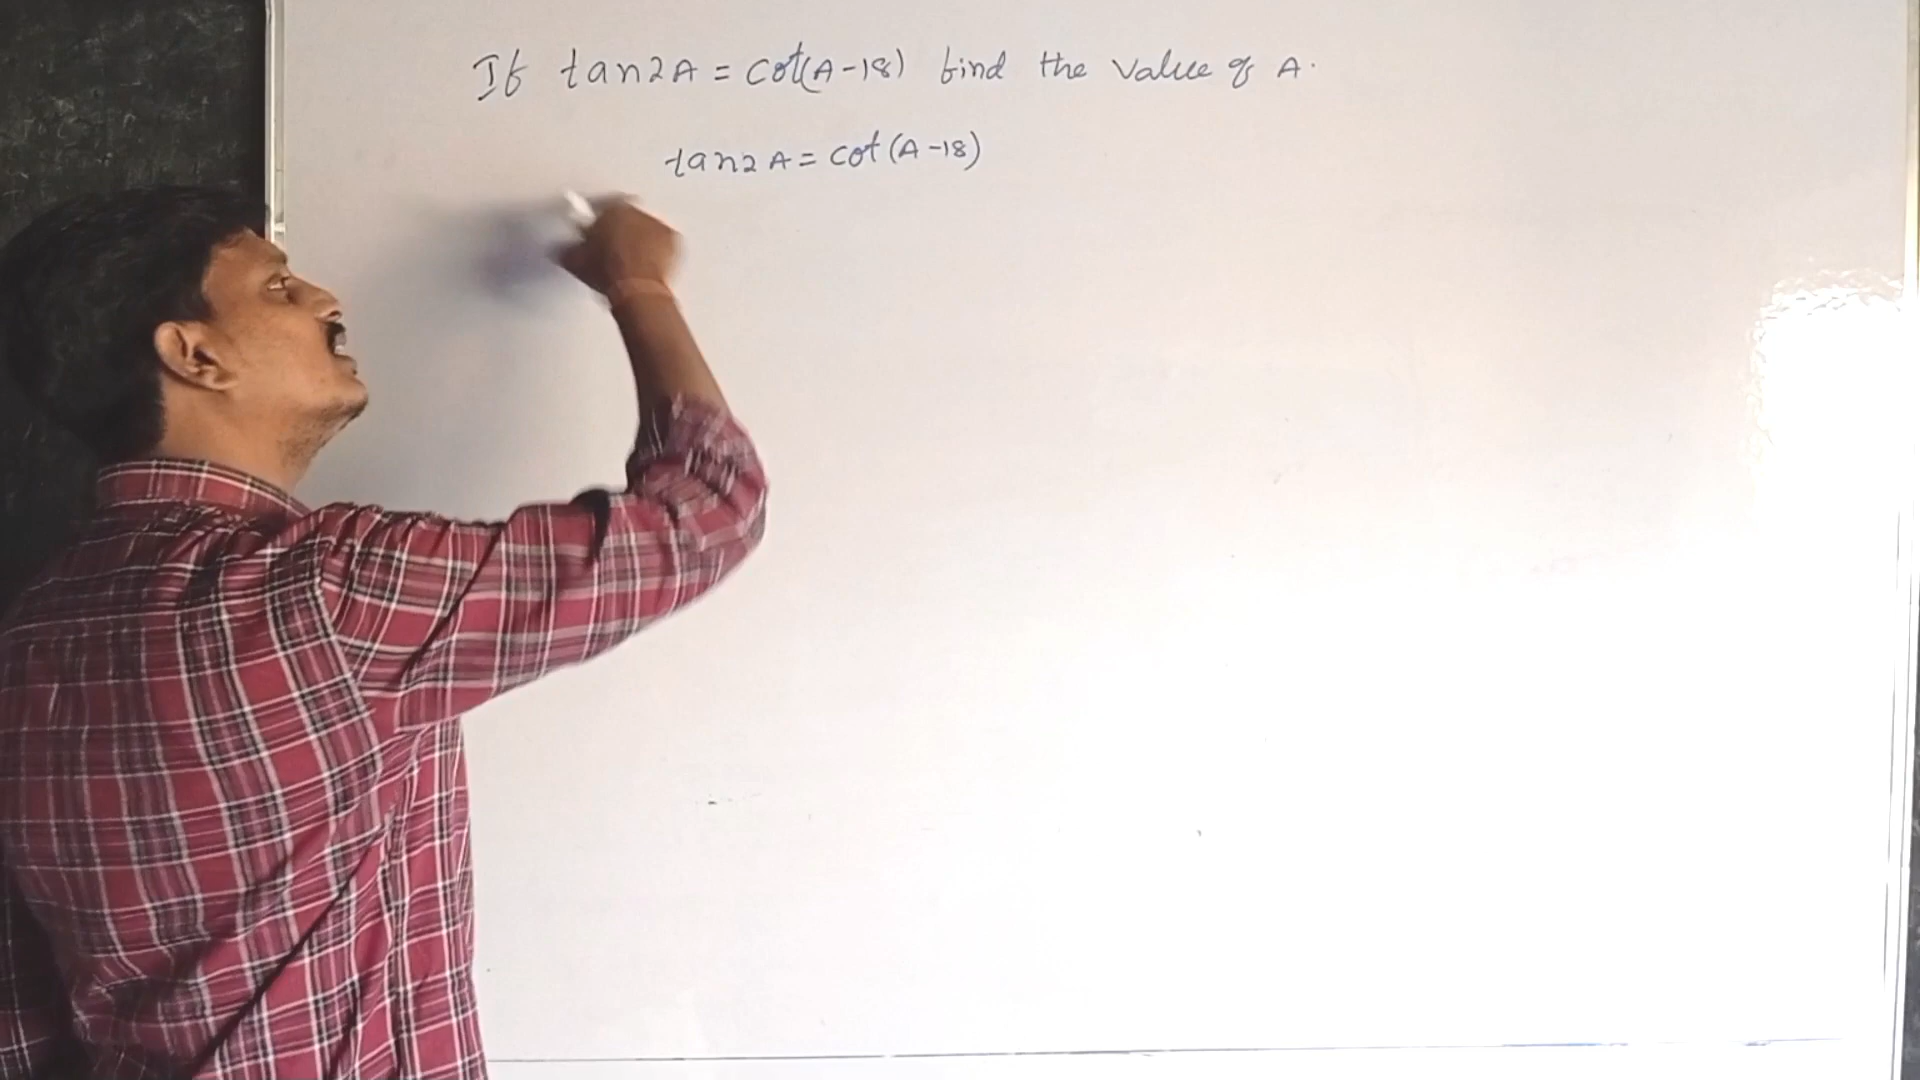 If tan2A = cot(A-18) find the value of A.
tan2A = cot(A-18)